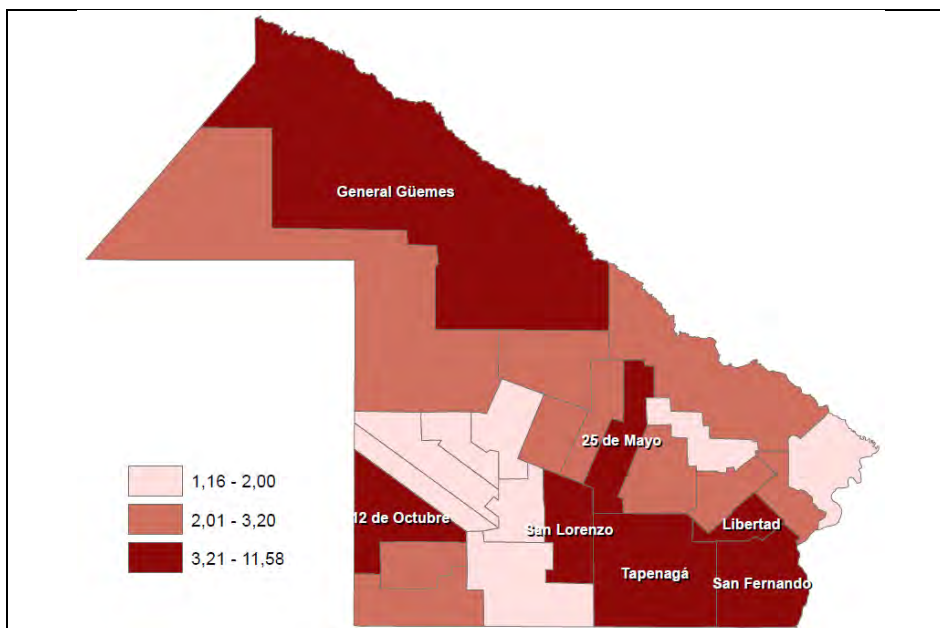 General Güemes
25 de Mayo
1,16 - 2,00
2,01 - 3,20
3,21 - 11,58
12 de Octubre
San Lorenzo
Libertad
Tapenagá
San Fernando